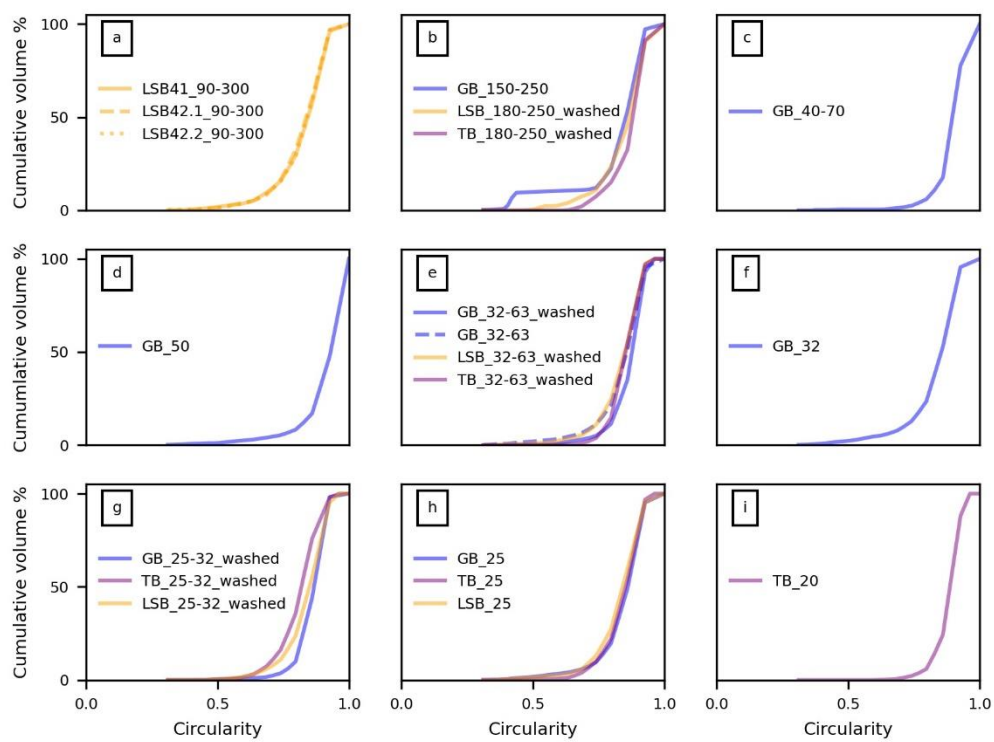 Cumulative volume %
100
50
0
a
LSB41_90-300
LSB42.1_90-300
LSB42.2_90-300
b
GB_150-250
LSB_180-250_washed
TB_180-250_washed
c
GB_40-70
Cumumlative volume %
100
50
0
d
GB_50
e
GB_32-63_washed
GB_32-63
LSB_32-63_washed
TB_32-63_washed
f
GB_32
Cumulative volume %
100
50
0
g
GB_25-32_washed
TB_25-32_washed
LSB_25-32_washed
h
GB_25
TB_25
LSB_25
i
TB_20
0.0 0.5 1.0
0.5 1.0
0.0 0.5 1.0
Circularity
Circularity
Circularity